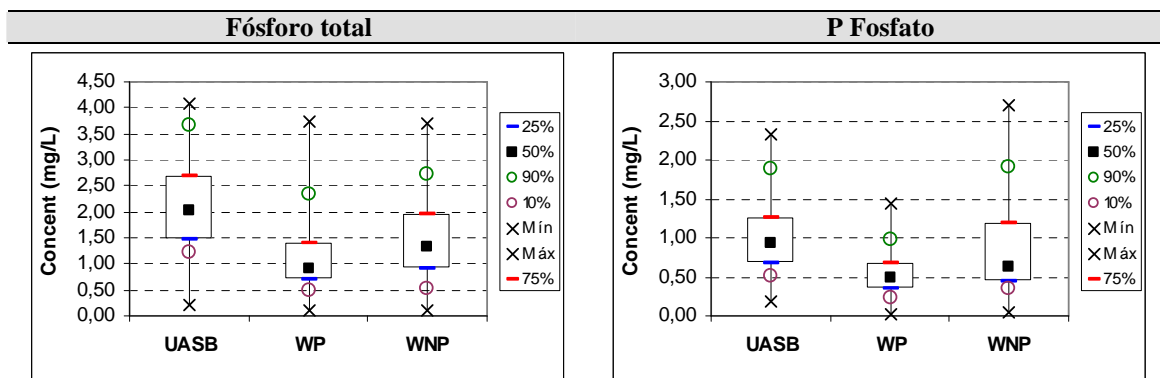 Fósforo total
P Fosfato
4,50
4,00
3,50
3,00
2,50
2,00
1,50
1,00
0,50
0,00
Concent (mg/L)
UASB WP WNP
25%
50%
90%
10%
Mín
Máx
75%
3,00
2,50
2,00
1,50
1,00
0,50
0,00
Concent (mg/L)
UASB WP WNP
25%
50%
90%
10%
Mín
Máx
75%